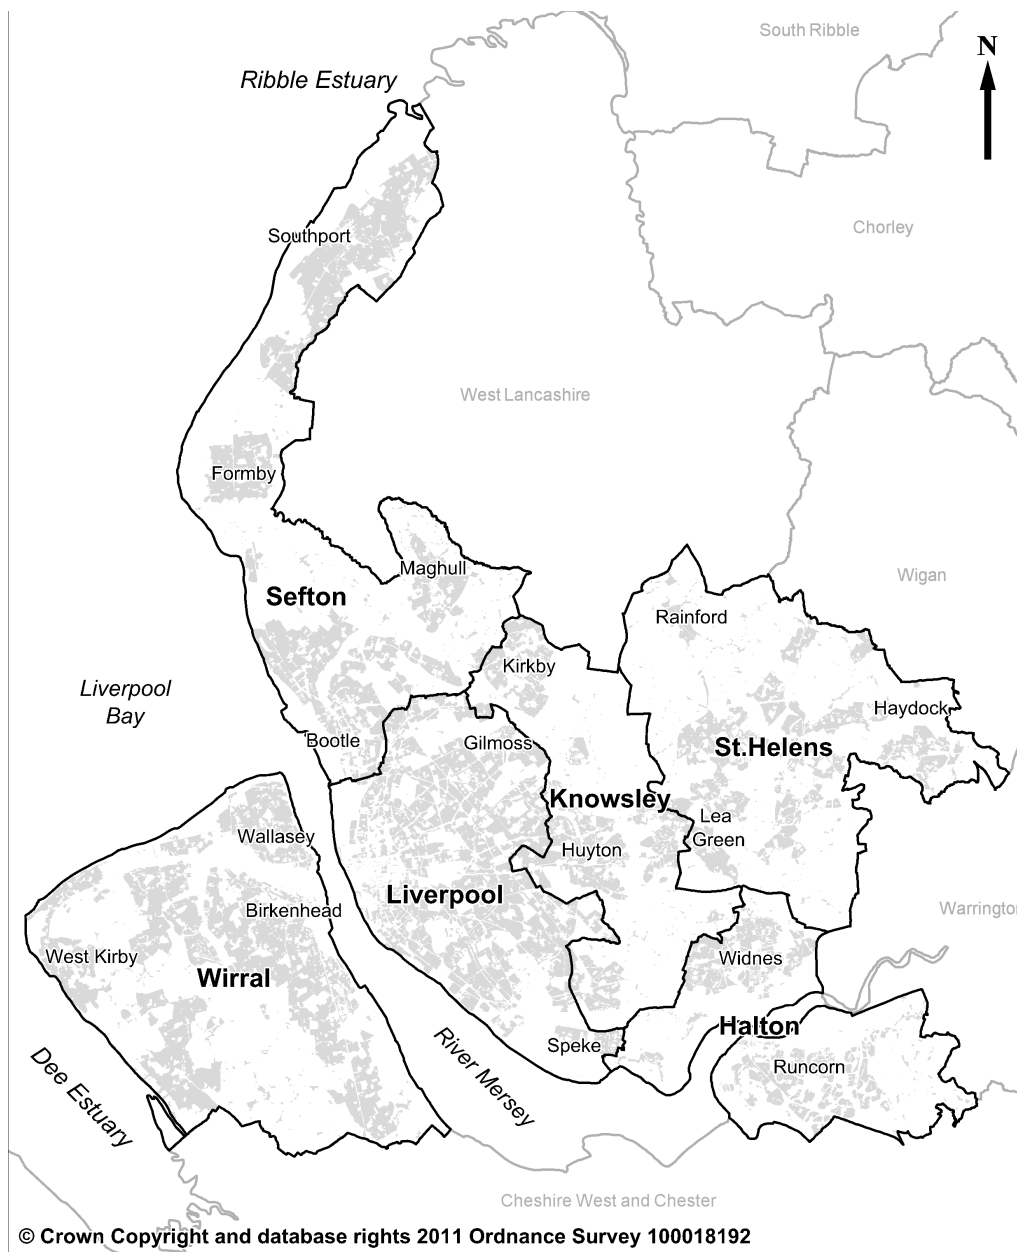 South Ribble
N
Ribble Estuary
Chorley
Southport
West Lancashire
Formby
Maghull
Wigan
Sefton
Rainford
Kirkby
Liverpool
Bay
Haydock
Bootle
Gilmoss
St.Helens
Knowsley
Lea
Green
Wallasey
Huyton
Liverpool
Birkenhead
Warrington
West Kirby
Widnes
Wirral
Halton
Speke
River Mersey
Dee Estuary
Runcorn
Cheshire West and Chester
© Crown Copyright and database rights 2011 Ordnance Survey 100018192